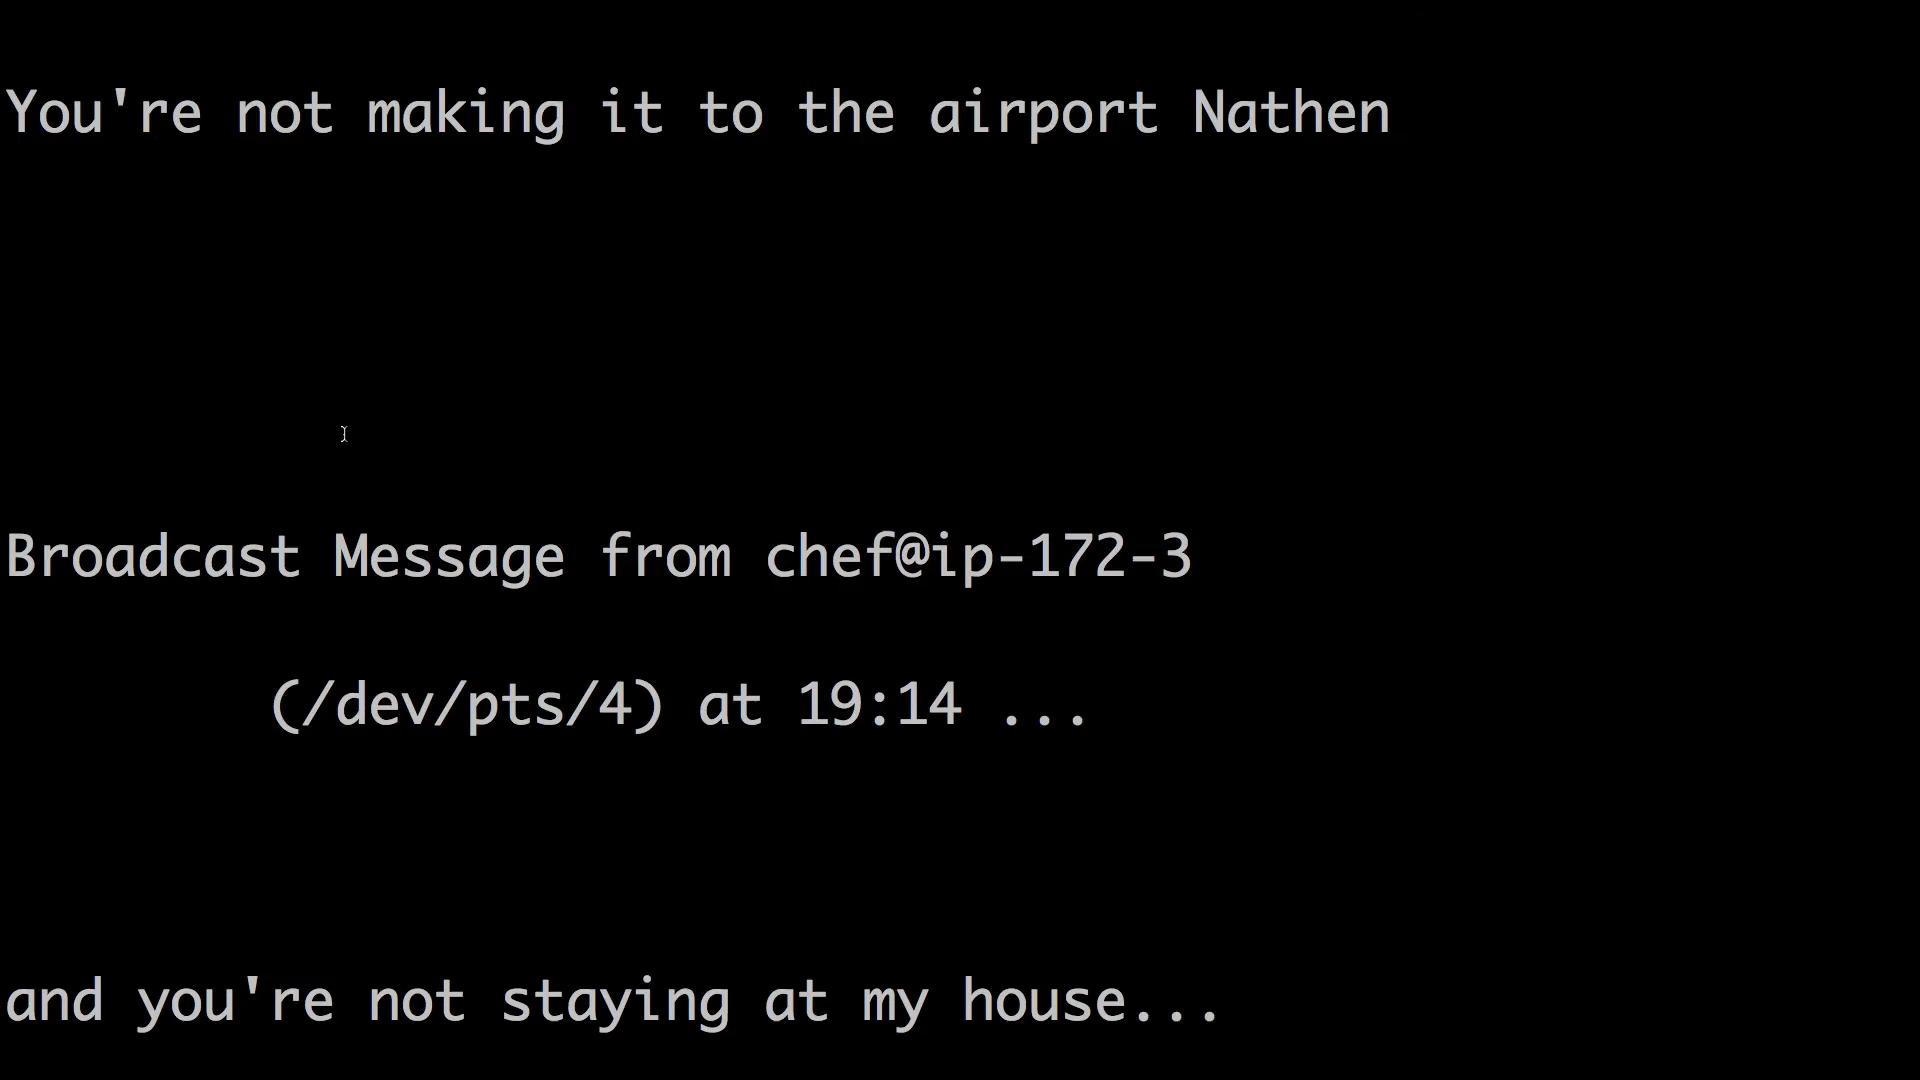 You're not making it to the airport Nathen
Broadcast Message from chef@ip-172-3
(/dev/pts/4) at 19:14 ...
and you're not staying at my house...